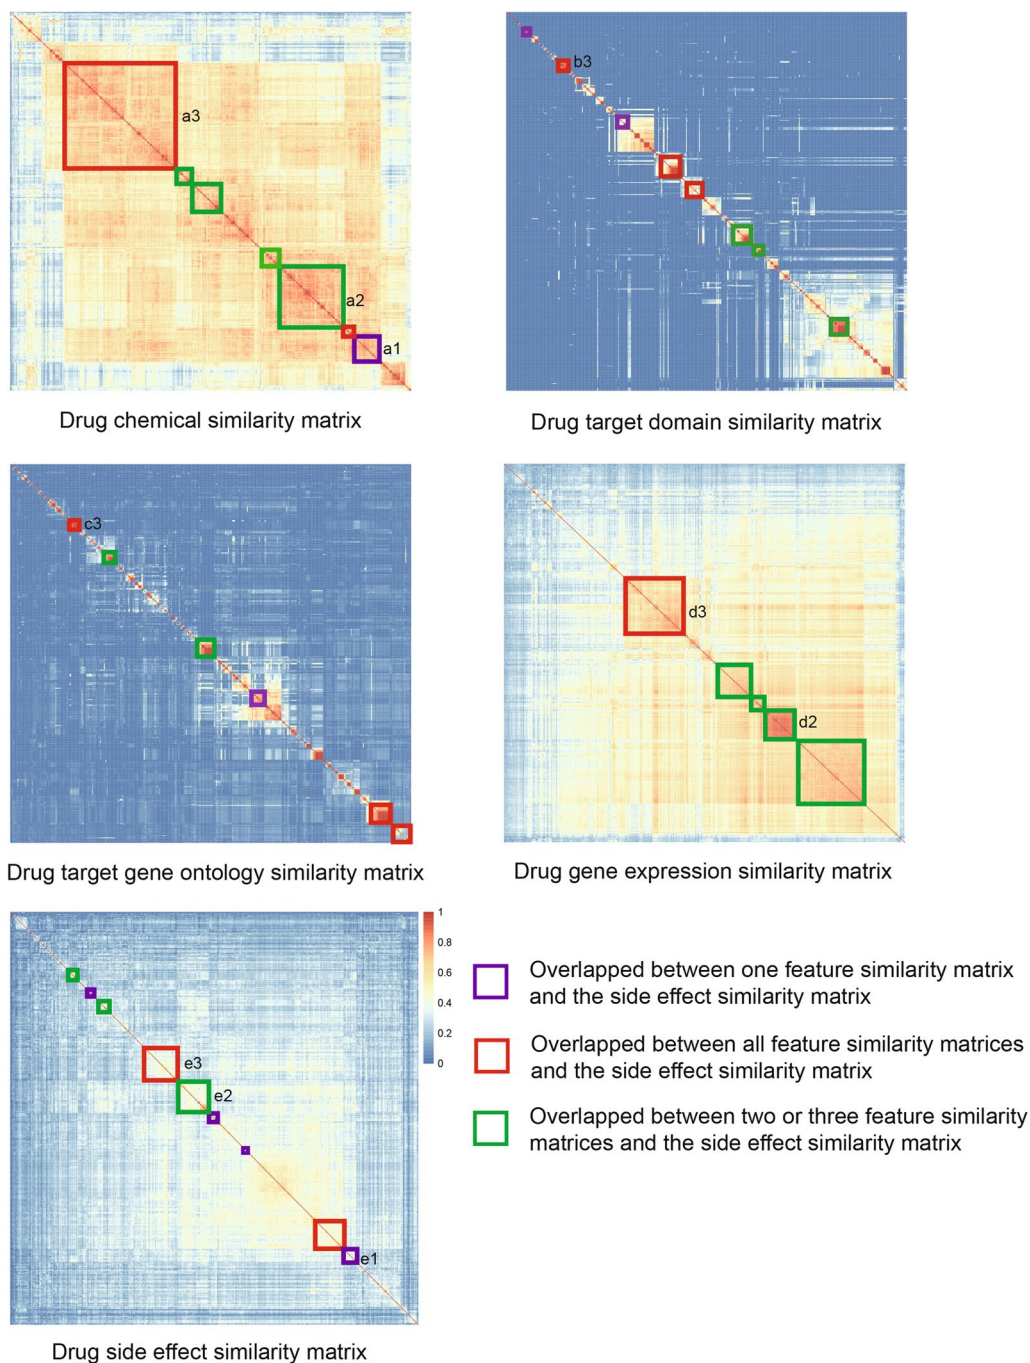 a3
a2
a1
Drug chemical similarity matrix
b3
Drug target domain similarity matrix
c3
Drug target gene ontology similarity matrix
d3
d2
Drug gene expression similarity matrix
1
0.8
0.6
0.4
0.2
0
e3
e2
e1
Drug side effect similarity matrix
Overlapped between one feature similarity matrix
and the side effect similarity matrix
Overlapped between all feature similarity matrices
and the side effect similarity matrix
Overlapped between two or three feature similarity
matrices and the side effect similarity matrix